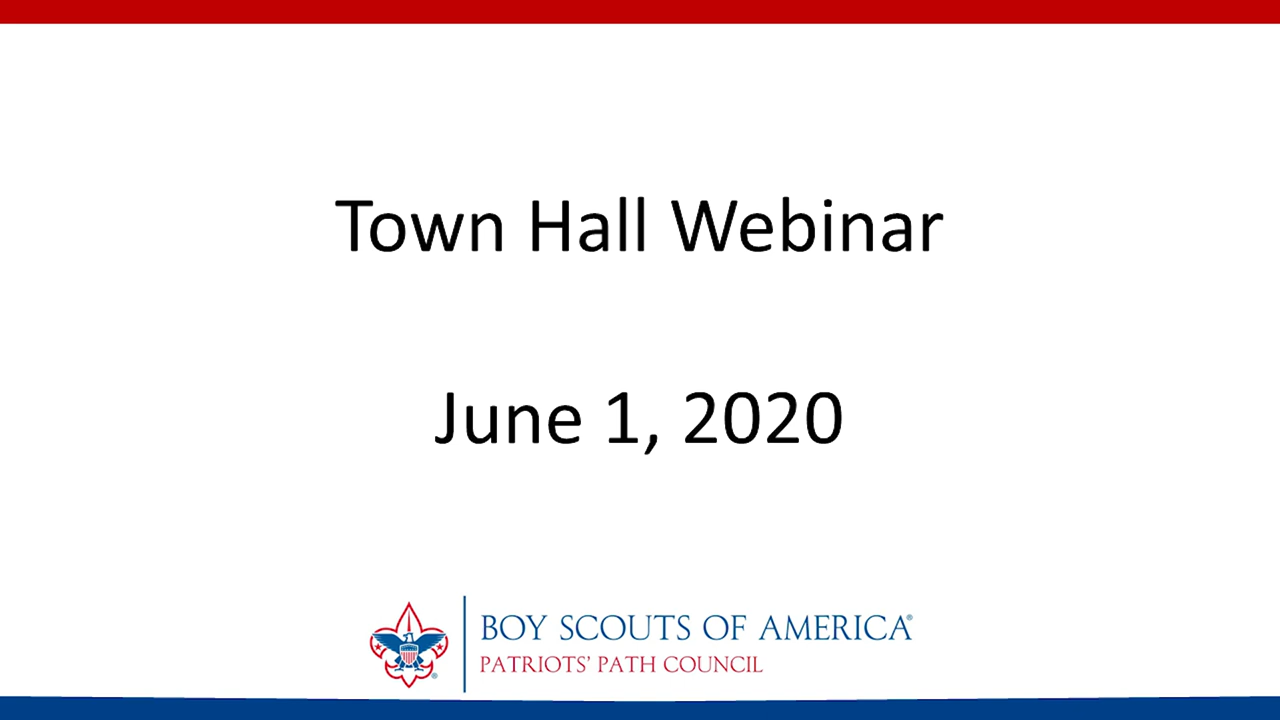 Town Hall Webinar
June 1, 2020
BOY SCOUTS OF AMERICA®
PATRIOTS’ PATH COUNCIL